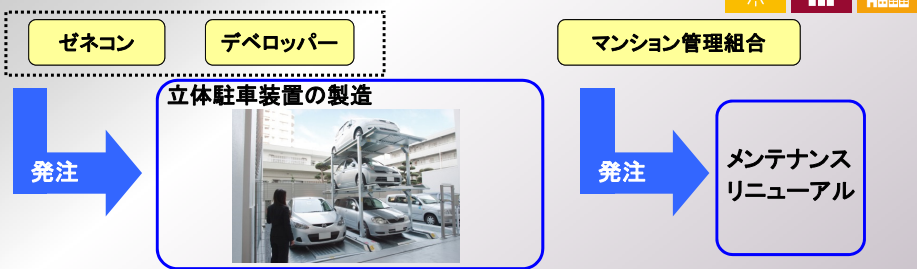 ゼネコン
デベロッパー
マンション管理組合
立体駐車装置の製造
発注
発注
メンテナンス
リニューアル